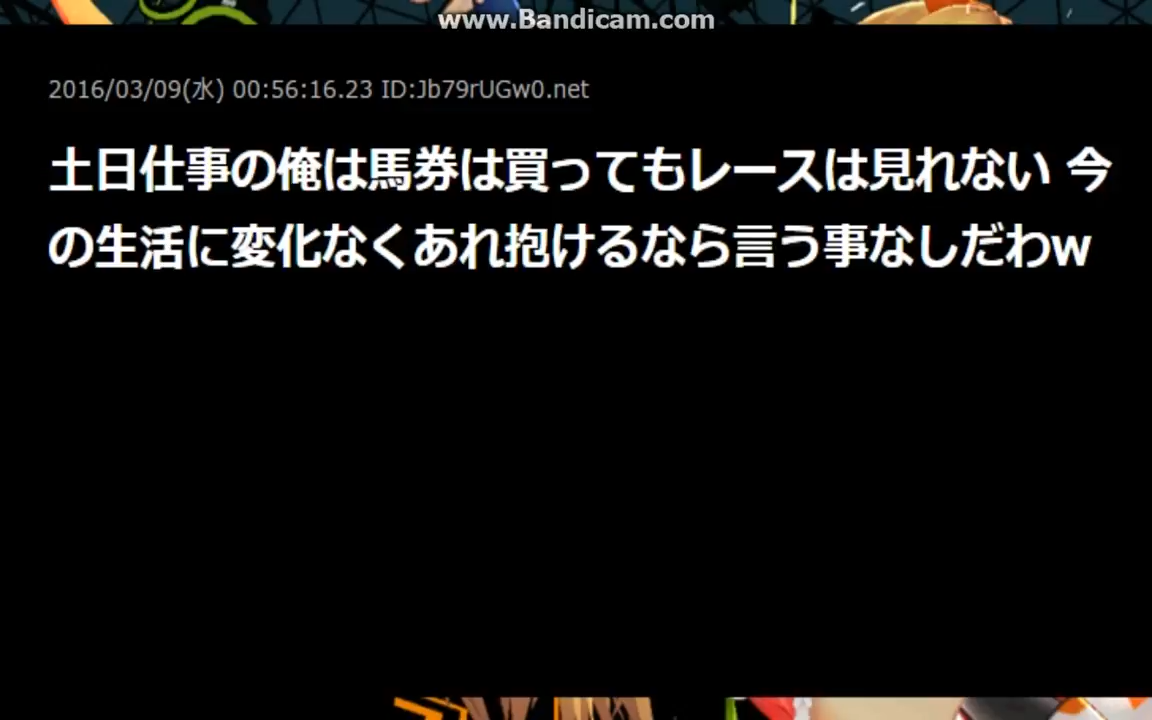 www.Bandicam.com
2016/03/09(水) 00:56:16.23 ID:Jb79rUGw0.net
土日仕事の俺は馬券は買ってもレースは見れない 今
の生活に変化なくあれ抱けるなら言う事なしだわw